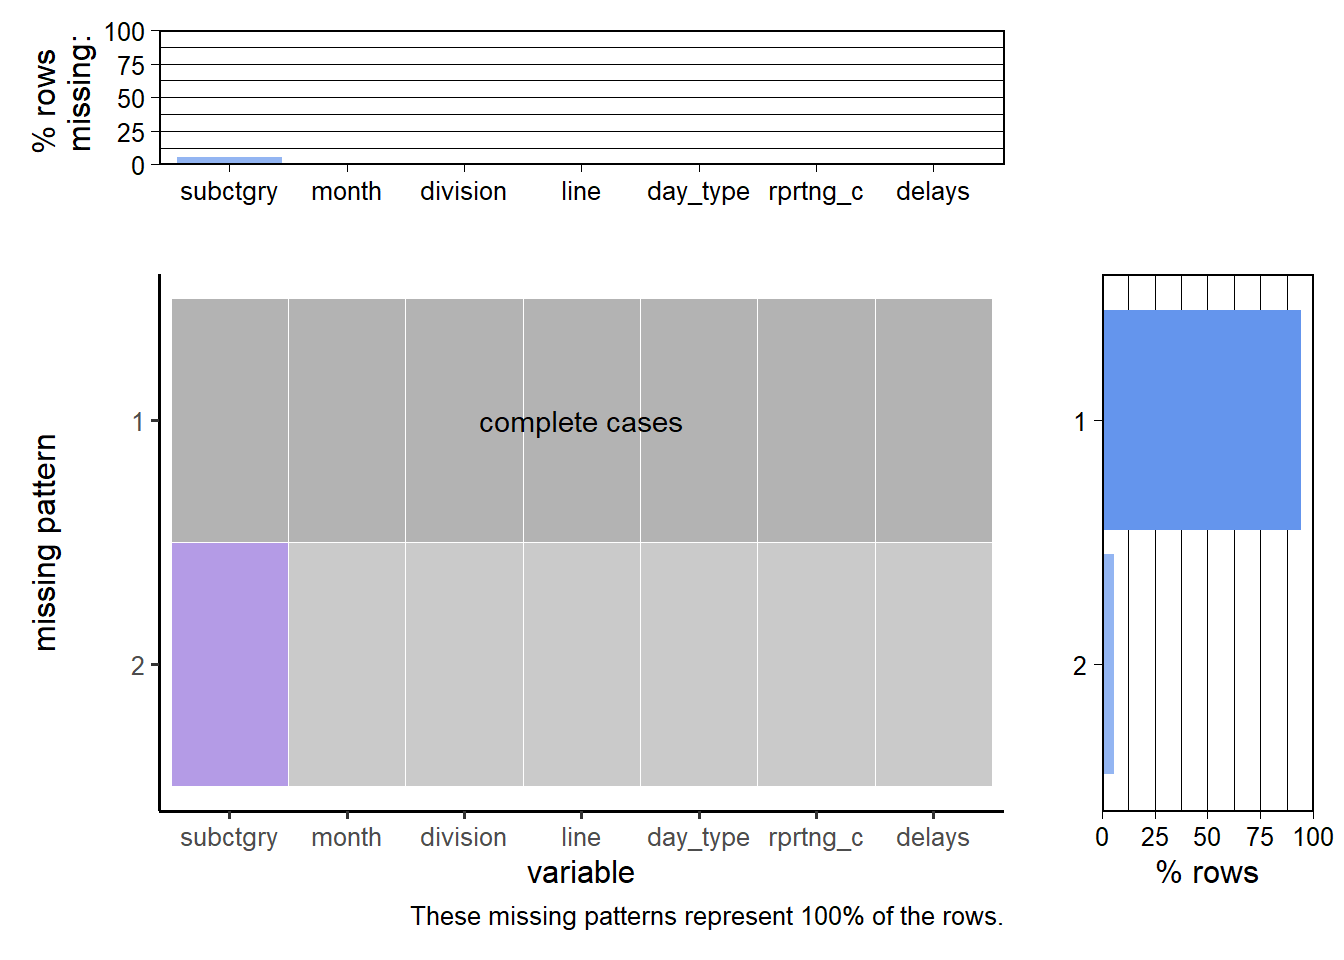 % rows
missing:
100
75
50
25
0
subctgry month division line day_type rprtng_c delays
missing pattern
1
2
complete cases
subctgry month division line day_type rprtng_c delays
variable
These missing patterns represent 100% of the rows.
1
2
0 25 50 75 100
% rows